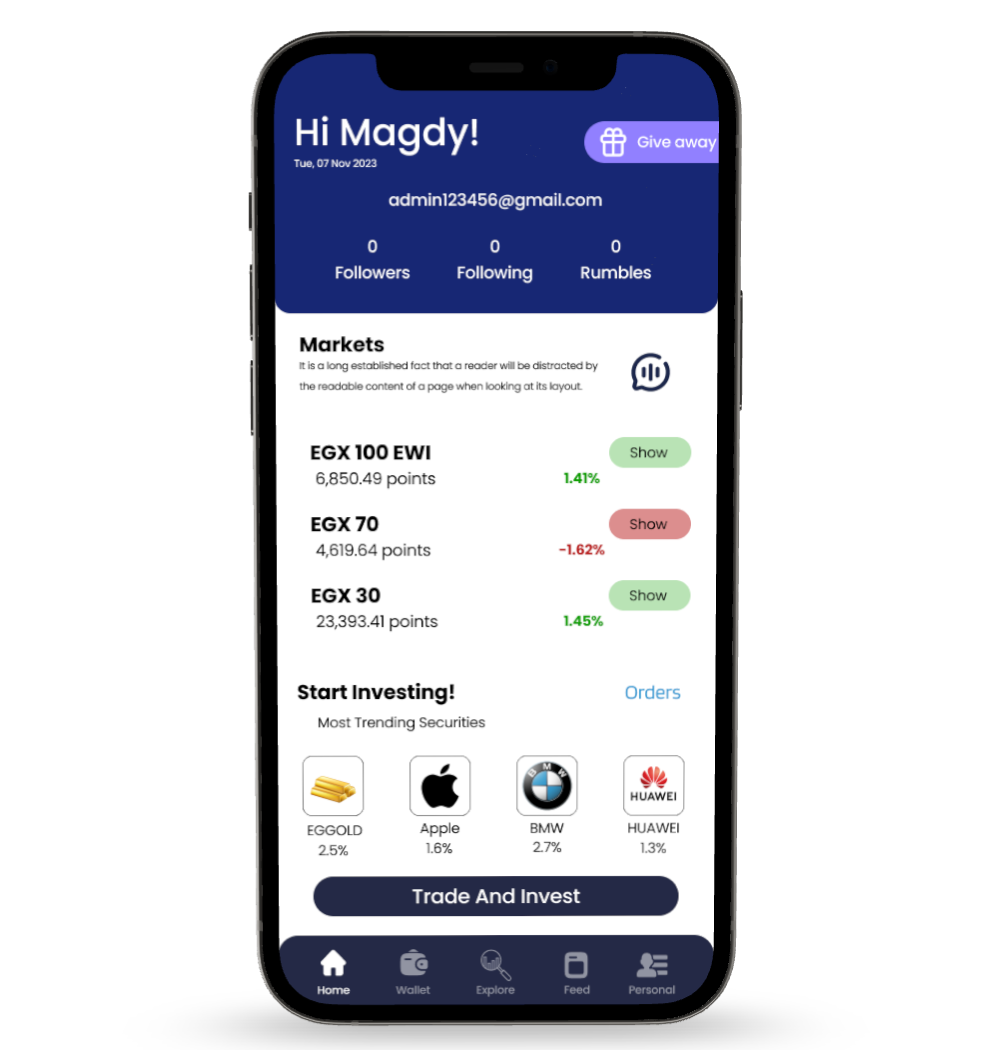 Hi Magdy!
Give away
Tue, 07 Nov 2023
admin123456@gmail.com
0 0 0
Followers Following Rumbles
Markets
It is a long established fact that a reader will be distracted by
the readable content of a page when looking at its layout.
EGX 100 EWI Show
6,850.49 points 1.41%
EGX 70 Show
4,619.64 points -1.62%
EGX 30 Show
23,393.41 points 1.45%
Start Investing! Orders
Most Trending Securities
BMW
HUAWEI
EGGOLD Apple BMW HUAWEI
2.5% 1.6% 2.7% 1.3%
Trade And Invest
Home Wallet Explore Feed Personal